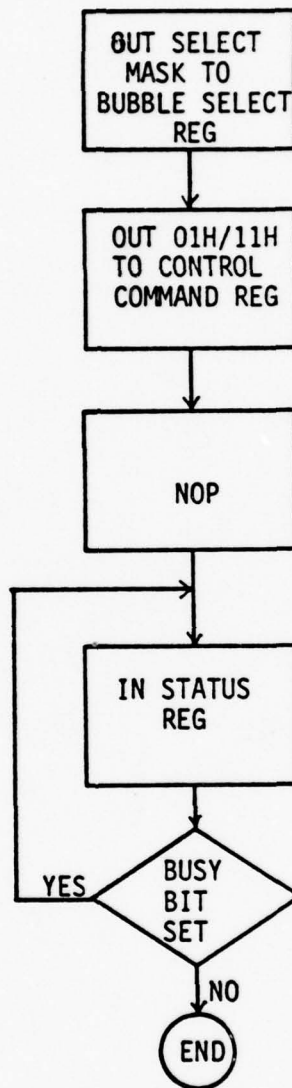 OUT SELECT
MASK TO
BUBBLE SELECT
REG
OUT 01H/11H
TO CONTROL
COMMAND REG
NOP
IN STATUS
REG
YES
BUSY
BIT
SET
NO
END